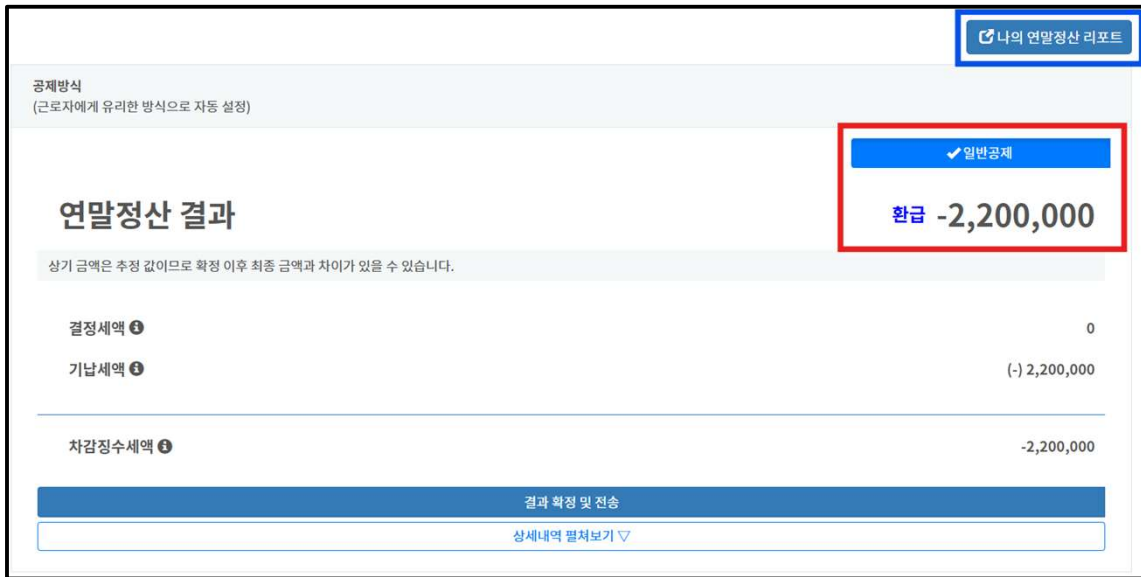 나의 연말정산 리포트
공제방식
(근로자에게 유리한 방식으로 자동 설정)
✔일반공제
연말정산 결과
환급 -2,200,000
상기 금액은 추정 값이므로 확정 이후 최종 금액과 차이가 있을 수 있습니다.
결정세액
0
기납세액
(-) 2,200,000
차감징수세액
-2,200,000
결과 확정 및 전송
상세내역 펼쳐보기 ▽